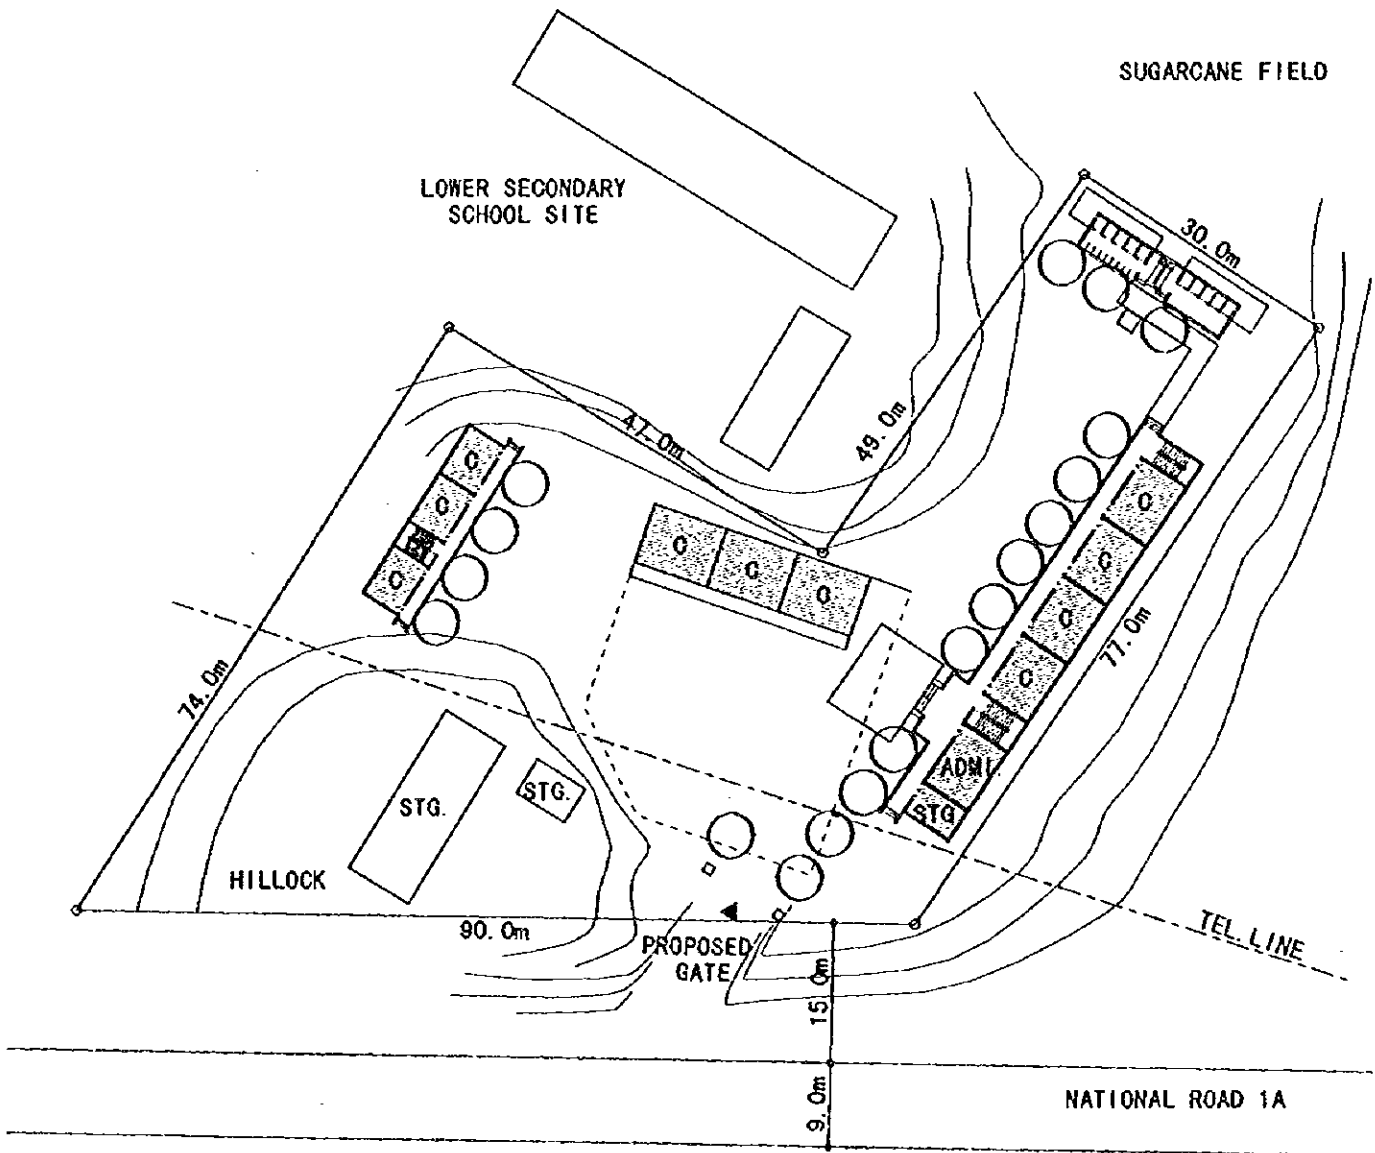 SUGARCANE FIELD
LOWER SECONDARY
SCHOOL SITE
30.0m
47.0m
49.0m
C
C
C
C
C
C
C
C
C
C
74.0m
77.0m
ADMI.
STG
STG.
STG.
HILLOCK
90.0m
PROPOSED
GATE
TEL.LINE
15.0m
9.0m
NATIONAL ROAD 1A